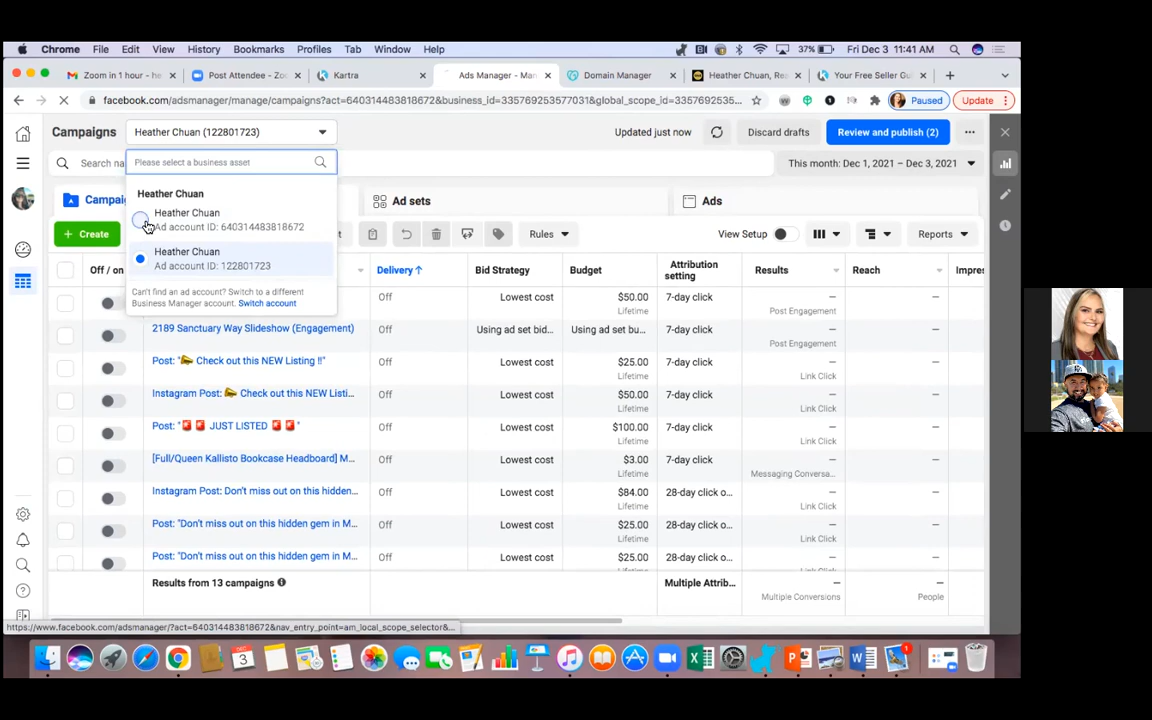 Chrome File Edit View History Bookmarks Profiles Tab Window Help 37% Fri Dec 3 11:41 AM
Zoom in 1 hour - he Post Attendee - Zo... Kartra Ads Manager - Man Domain Manager Heather Chuan, Re Your Free Seller Gu
facebook.com/adsmanager/manage/campaigns?act=640314483818672&business_id=335769253577031&global_scope_id=33576925... Paused Update
Campaigns Heather Chuan (122801723) Updated just now Discard drafts Review and publish (2)
Search na Please select a business asset This month: Dec 1, 2021 – Dec 3, 2021
Campai Ad sets Ads
Heather Chuan
Heather Chuan
Ad account ID: 640314483818672
Heather Chuan
Ad account ID: 122801723
Can't find an ad account? Switch to a different
Business Manager account. Switch account
+ Create t Rules View Setup Reports
Off / on Delivery ↑ Bid Strategy Budget Attribution setting Results Reach Impres
Off Lowest cost $50.00 7-day click — —
Lifetime Post Engagement
2189 Sanctuary Way Slideshow (Engagement) Off Using ad set bid... Using ad set bu... 7-day click — —
Post Engagement
Post: "📣 Check out this NEW Listing !!" Off Lowest cost $25.00 7-day click — —
Lifetime Link Click
Instagram Post: 📣 Check out this NEW Listi... Off Lowest cost $50.00 7-day click — —
Lifetime Link Click
Post: "🚨🚨 JUST LISTED 🚨🚨" Off Lowest cost $100.00 7-day click — —
Lifetime Link Click
[Full/Queen Kallisto Bookcase Headboard] M... Off Lowest cost $3.00 7-day click — —
Lifetime Messaging Conversa...
Instagram Post: Don't miss out on this hidden... Off Lowest cost $84.00 28-day click o... — —
Lifetime Link Click
Post: "Don't miss out on this hidden gem in M... Off Lowest cost $25.00 28-day click o... — —
Lifetime Link Click
Post: "Don't miss out on this hidden gem in M... Off Lowest cost $25.00 28-day click o... — —
Lifetime Link Click
Results from 13 campaigns Multiple Attrib... — —
Multiple Conversions People
https://www.facebook.com/adsmanager/?act=640314483818672&nav_entry_point=am_local_scope_selector&...